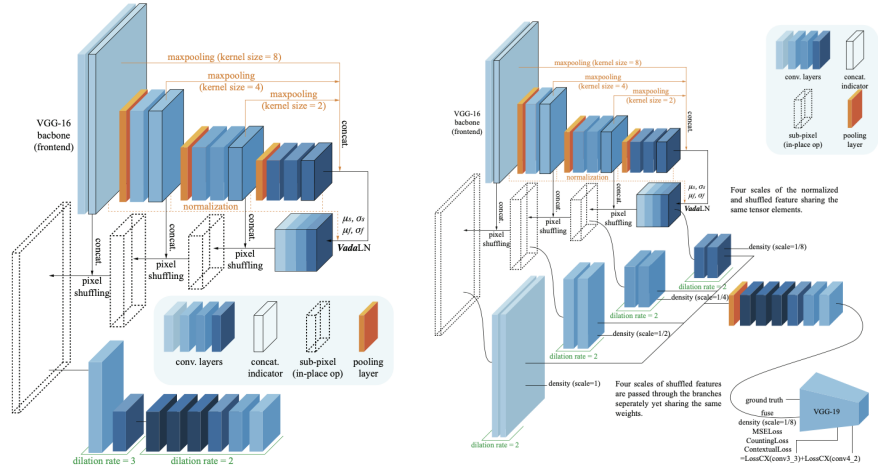 maxpooling (kernel size = 8)
maxpooling
(kernel size = 4)
maxpooling
(kernel size = 2)
VGG-16
bacbone
(frontend)
concat.
normalization
concat.
concat.
concat.
μs, σs
μf, σf
VadaLN
pixel
shuffling
pixel
shuffling
pixel
shuffling
conv. layers
concat.
indicator
sub-pixel
(in-place op)
pooling
layer
dilation rate = 3
dilation rate = 2
maxpooling
(kernel size=8)
maxpooling
(kernel size = 4)
maxpooling
(kernel size = 2)
VGG-16
bacbone
(frontend)
concat.
normalization
concat.
concat.
concat.
μs, σs
μf, σf
VadaLN
pixel
shuffling
pixel
shuffling
pixel
shuffling
conv. layers
concat.
indicator
sub-pixel
(in-place op)
pooling
layer
Four scales of the normalized
and shuffled feature sharing the
same tensor elements.
density (scale=1/8)
dilation rate = 2
density (scale=1/4)
dilation rate = 2
density (scale=1/2)
dilation rate = 2
density (scale=1)
dilation rate = 2
Four scales of shuffled features
are passed through the branches
seperately yet sharing the same
weights.
ground truth
fuse
density (scale=1/8)
MSELoss
CountingLoss
ContextualLoss
=LossCX(conv3_3)+LossCX(conv4_2)
VGG-19